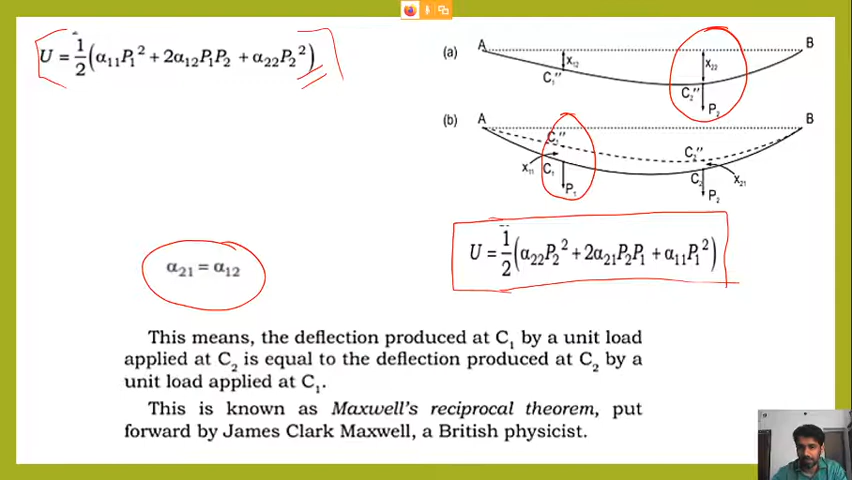 U = 1/2 (α₁₁P₁² + 2α₁₂P₁P₂ + α₂₂P₂²)
(a)
A
B
x₁₂
x₂₂
C₁''
C₂''
P₂
(b)
A
B
C₂''
C₂''
x₁₁
C₁
P₁
C₂
x₂₁
P₂
U = 1/2 (α₂₂P₂² + 2α₂₁P₂P₁ + α₁₁P₁²)
α₂₁ = α₁₂
This means, the deflection produced at C₁ by a unit load
applied at C₂ is equal to the deflection produced at C₂ by a
unit load applied at C₁.
This is known as Maxwell's reciprocal theorem, put
forward by James Clark Maxwell, a British physicist.